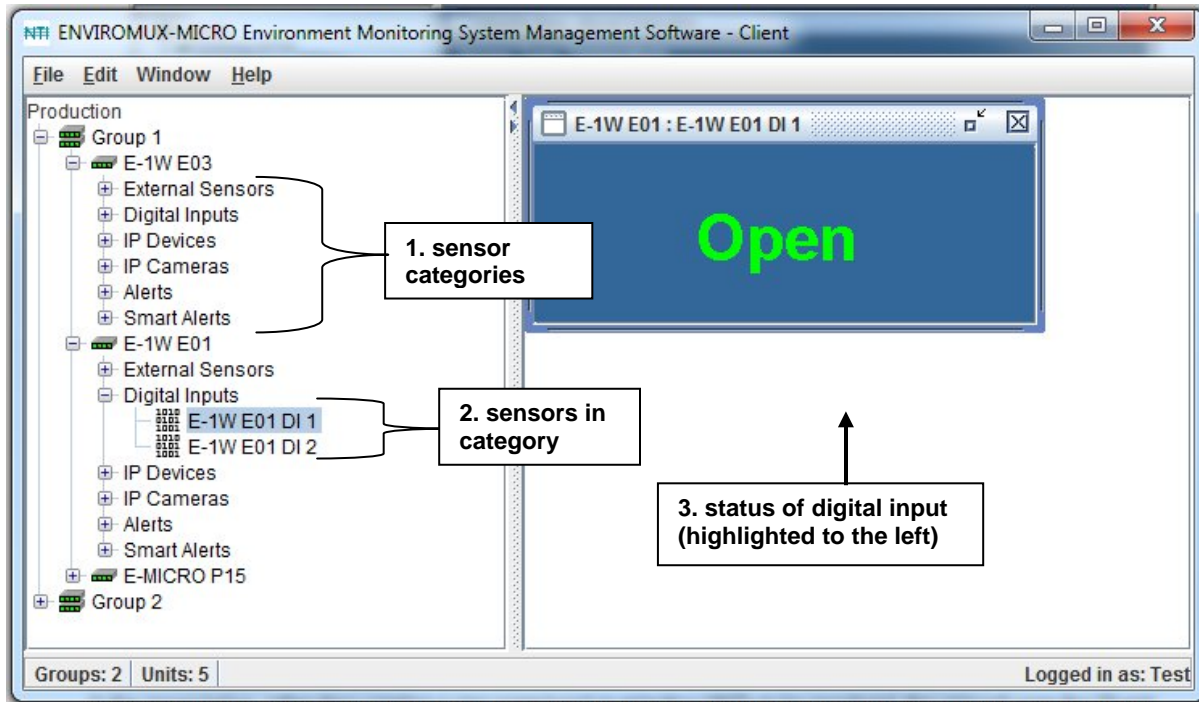 NTI ENVIROMUX-MICRO Environment Monitoring System Management Software - Client
File Edit Window Help
Production
Group 1
E-1W E03
External Sensors
Digital Inputs
IP Devices
IP Cameras
Alerts
Smart Alerts
E-1W E01
External Sensors
Digital Inputs
E-1W E01 DI 1
E-1W E01 DI 2
IP Devices
IP Cameras
Alerts
Smart Alerts
E-MICRO P15
Group 2
1. sensor
categories
2. sensors in
category
E-1W E01 : E-1W E01 DI 1
Open
3. status of digital input
(highlighted to the left)
Groups: 2 Units: 5
Logged in as: Test